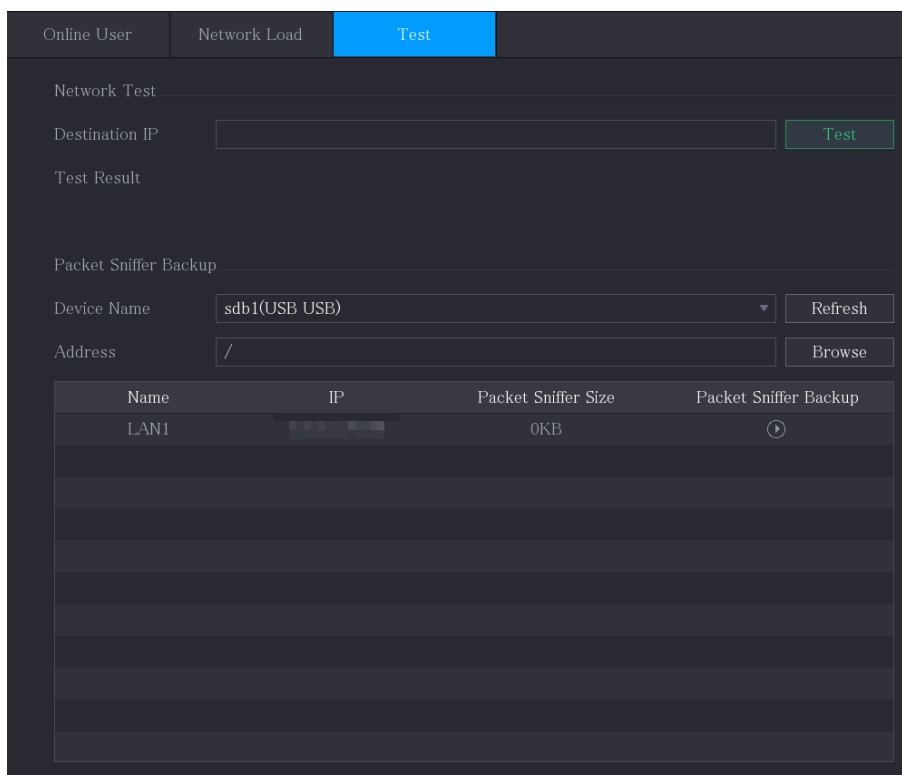 Online User Network Load Test
Network Test
Destination IP Test
Test Result
Packet Sniffer Backup
Device Name sdb1(USB USB) Refresh
Address / Browse
Name IP Packet Sniffer Size Packet Sniffer Backup
LAN1 0KB